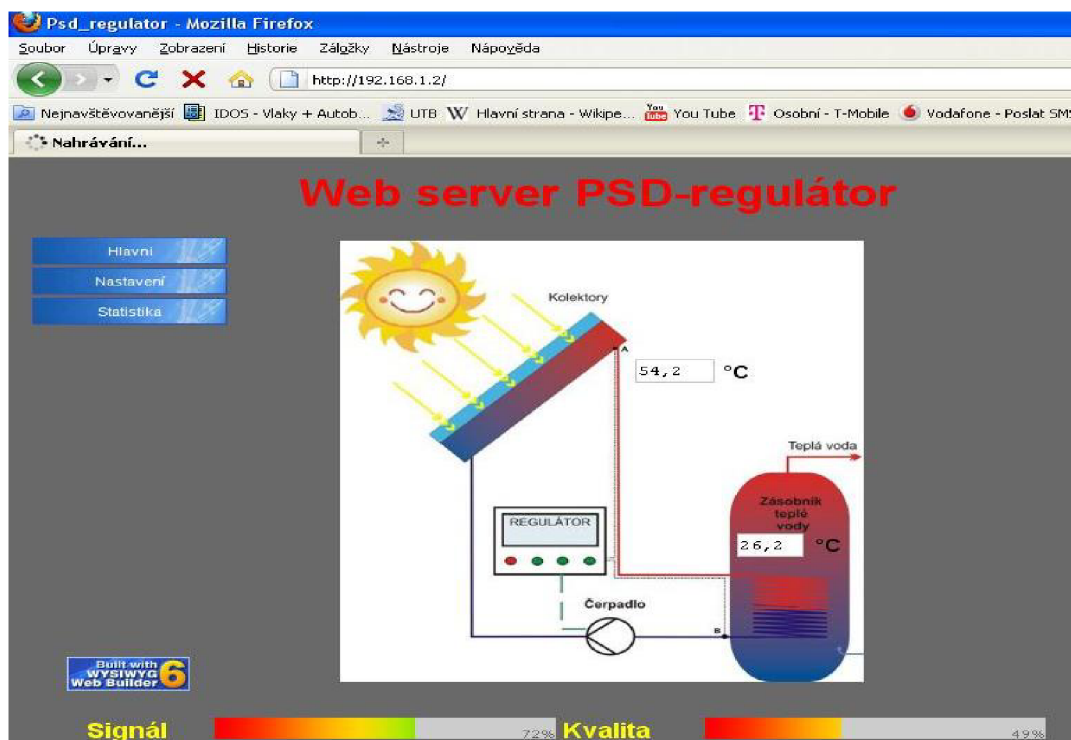 Psd_regulator - Mozilla Firefox
Soubor Úpravy Zobrazení Historie Záložky Nástroje Nápověda
http://192.168.1.2/
Nejnavštěvovanější IDOS - Vlaky + Autob... UTB W Hlavní strana - Wikipe... You Tube You Tube T Osobní - T-Mobile Vodafone - Poslat SMS
Nahrávání...
Web server PSD-regulátor
Hlavni
Nastavení
Statistika
Kolektory
A
54,2 °C
Teplá voda
Zásobník
teplé
vody
26,2 °C
REGULÁTOR
Čerpadlo
B
Built with
WYSIWYG
Web Builder 6
Signál 72% Kvalita 49%